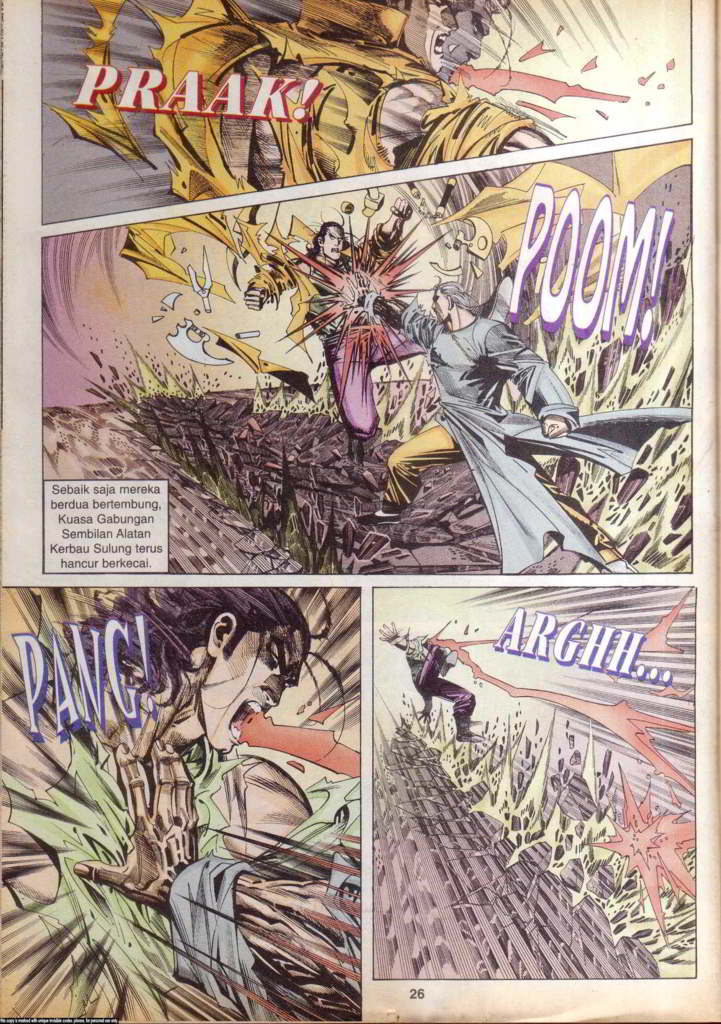 PRAAK!
POOM!
Sebaik saja mereka
berdua bertembung,
Kuasa Gabungan
Sembilan Alatan
Kerbau Sulung terus
hancur berkecai.
PANG!
ARGHH...
26